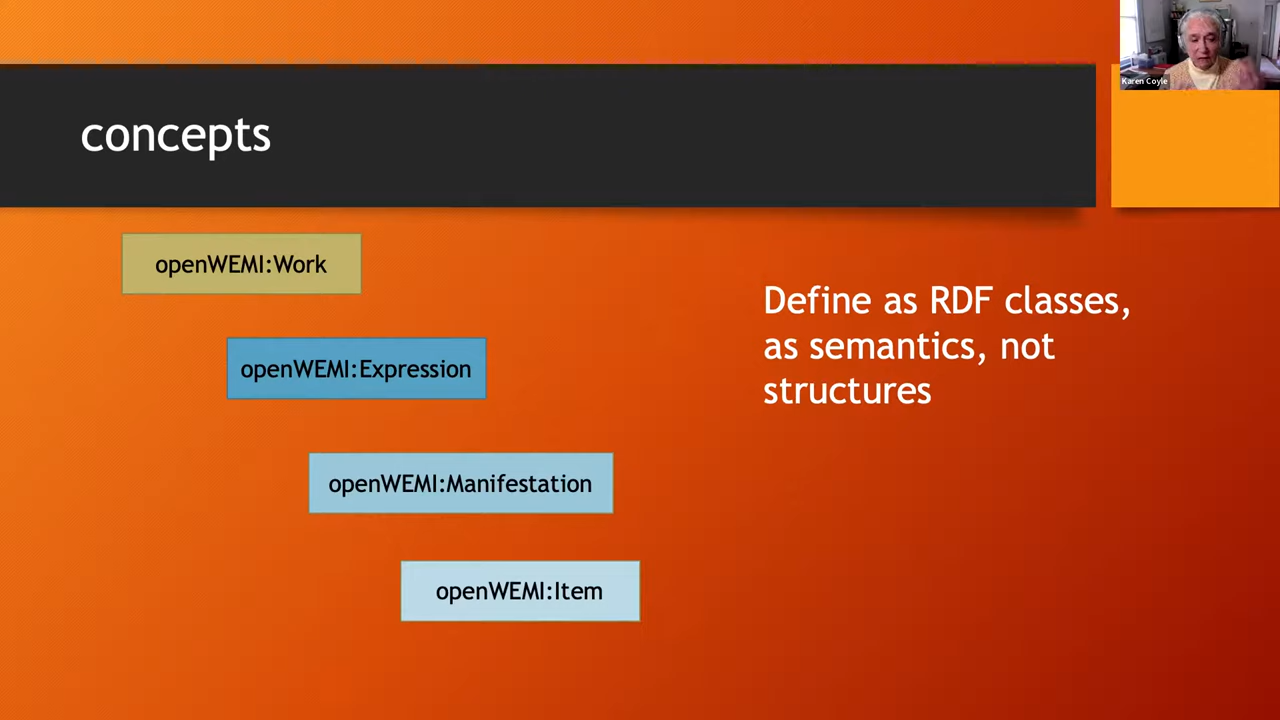 Karen Coyle
concepts
openWEMI:Work
openWEMI:Expression
openWEMI:Manifestation
openWEMI:Item
Define as RDF classes,
as semantics, not
structures